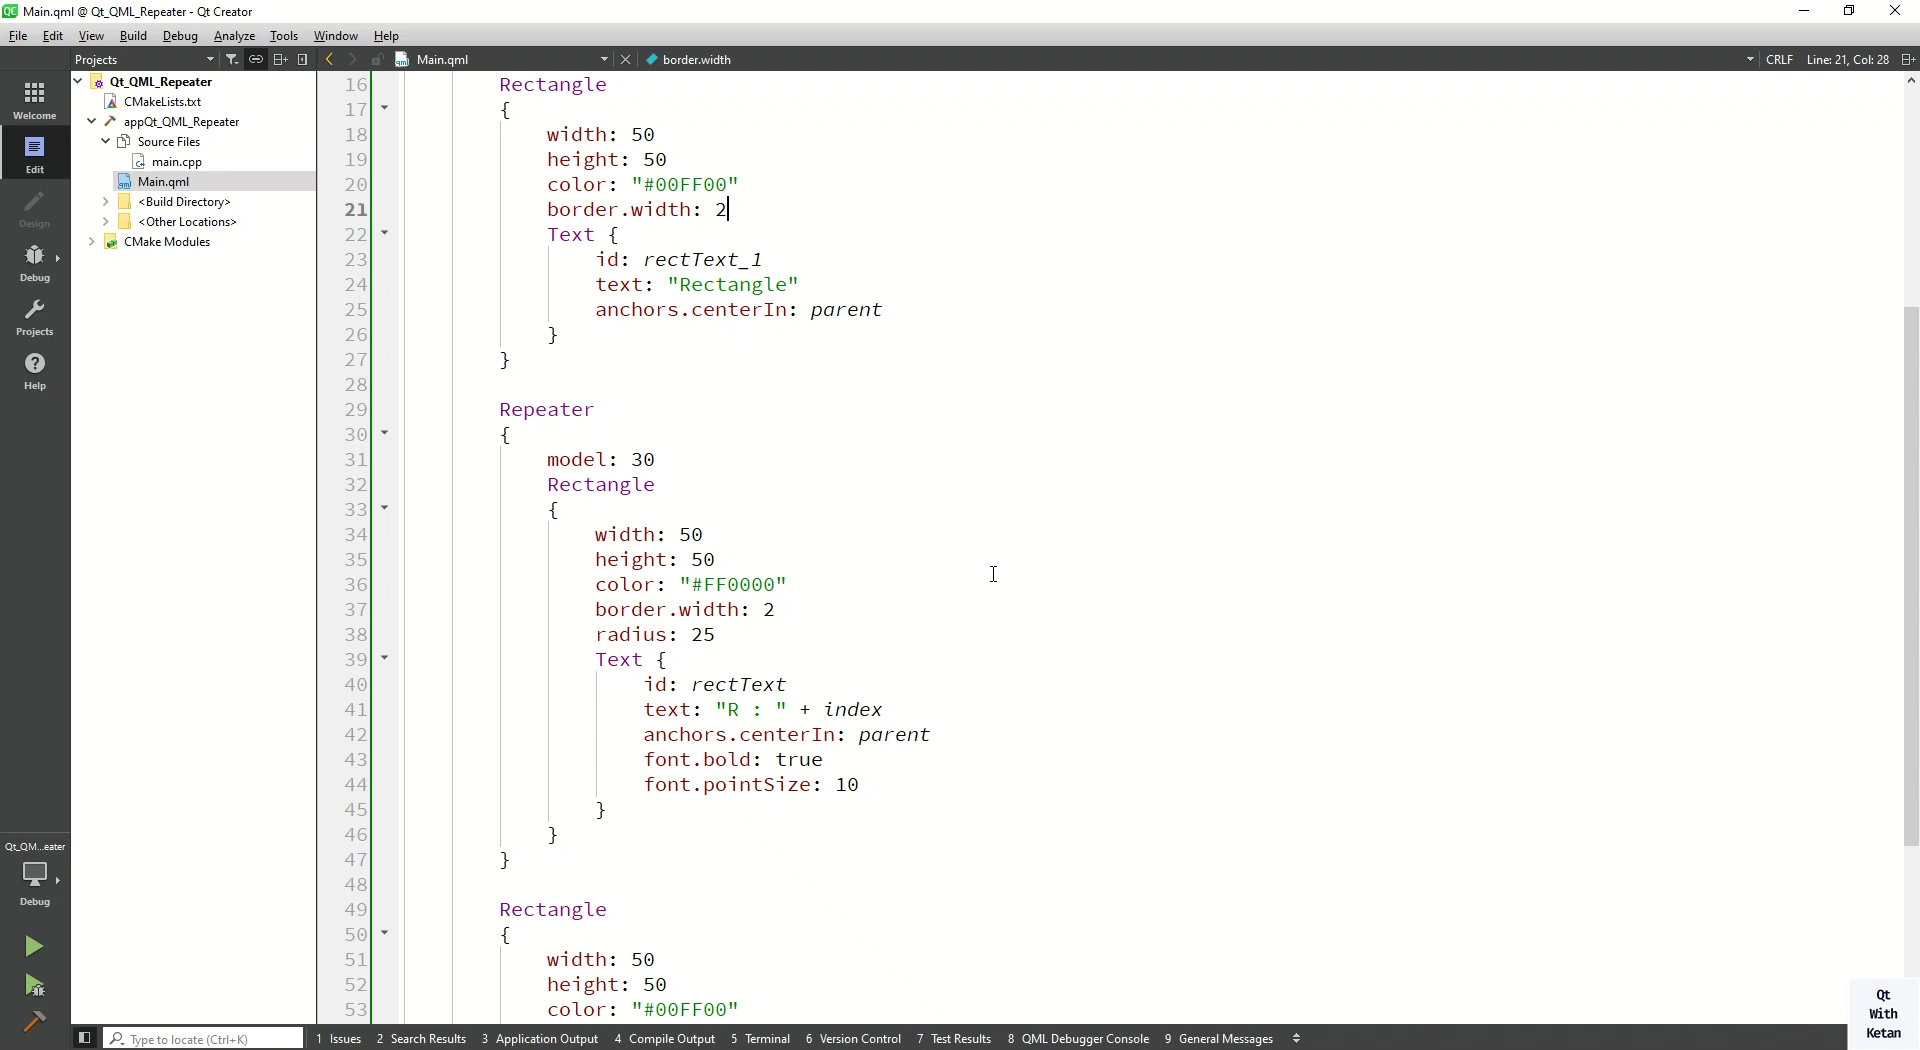 Main.qml @ Qt_QML_Repeater - Qt Creator
File Edit View Build Debug Analyze Tools Window Help
Projects Main.qml border.width CRLF Line: 21, Col: 28
Welcome
Edit
Design
Debug
Projects
Help
Qt_QM...eater
Debug
Qt_QML_Repeater
CMakeLists.txt
appQt_QML_Repeater
Source Files
main.cpp
Main.qml
<Build Directory>
<Other Locations>
CMake Modules
16 Rectangle
17 {
18 width: 50
19 height: 50
20 color: "#00FF00"
21 border.width: 2
22 Text {
23 id: rectText_1
24 text: "Rectangle"
25 anchors.centerIn: parent
26 }
27 }
28
29 Repeater
30 {
31 model: 30
32 Rectangle
33 {
34 width: 50
35 height: 50
36 color: "#FF0000"
37 border.width: 2
38 radius: 25
39 Text {
40 id: rectText
41 text: "R : " + index
42 anchors.centerIn: parent
43 font.bold: true
44 font.pointSize: 10
45 }
46 }
47 }
48
49 Rectangle
50 {
51 width: 50
52 height: 50
53 color: "#00FF00"
Qt
With
Ketan
Type to locate (Ctrl+K) 1 Issues 2 Search Results 3 Application Output 4 Compile Output 5 Terminal 6 Version Control 7 Test Results 8 QML Debugger Console 9 General Messages